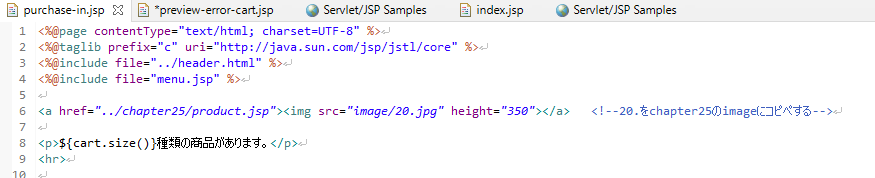 purchase-in.jsp *preview-error-cart.jsp Servlet/JSP Samples index.jsp Servlet/JSP Samples
1 <%@page contentType="text/html; charset=UTF-8" %>
2 <%@taglib prefix="c" uri="http://java.sun.com/jsp/jstl/core" %>
3 <%@include file="../header.html" %>
4 <%@include file="menu.jsp" %>
5
6 <a href="../chapter25/product.jsp"><img src="image/20.jpg" height="350"></a> <!--20.をchapter25のimageにコピペする-->
7
8 <p>${cart.size()}種類の商品があります。</p>
9 <hr>
10